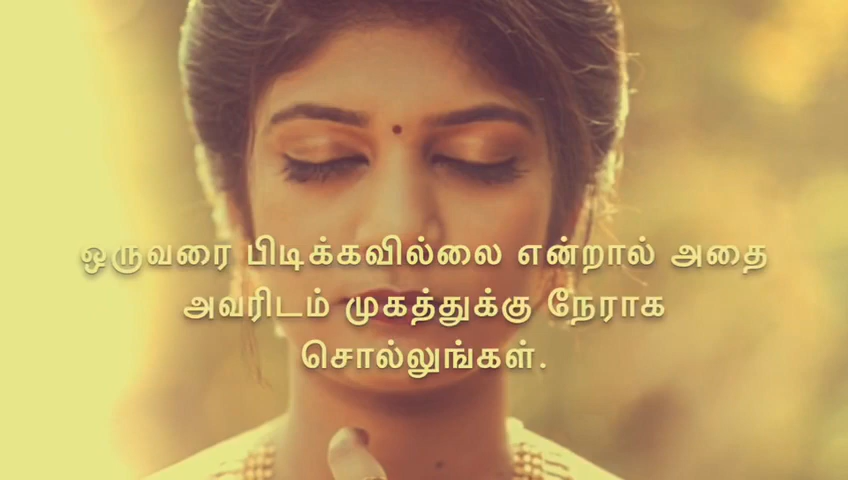 ஒருவரை பிடிக்கவில்லை என்றால் அதை
அவரிடம் முகத்துக்கு நேராக
சொல்லுங்கள்.